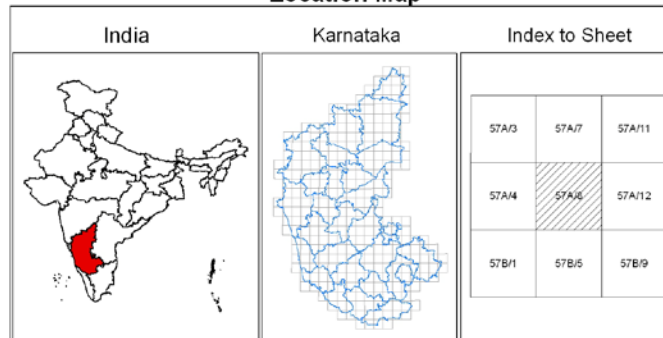 Location Map
India
Karnataka
Index to Sheet
57A/3 57A/7 57A/11
57A/4 57A/8 57A/12
57B/1 57B/5 57B/9